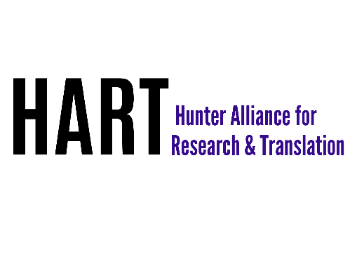 HART
Hunter Alliance for
Research & Translation